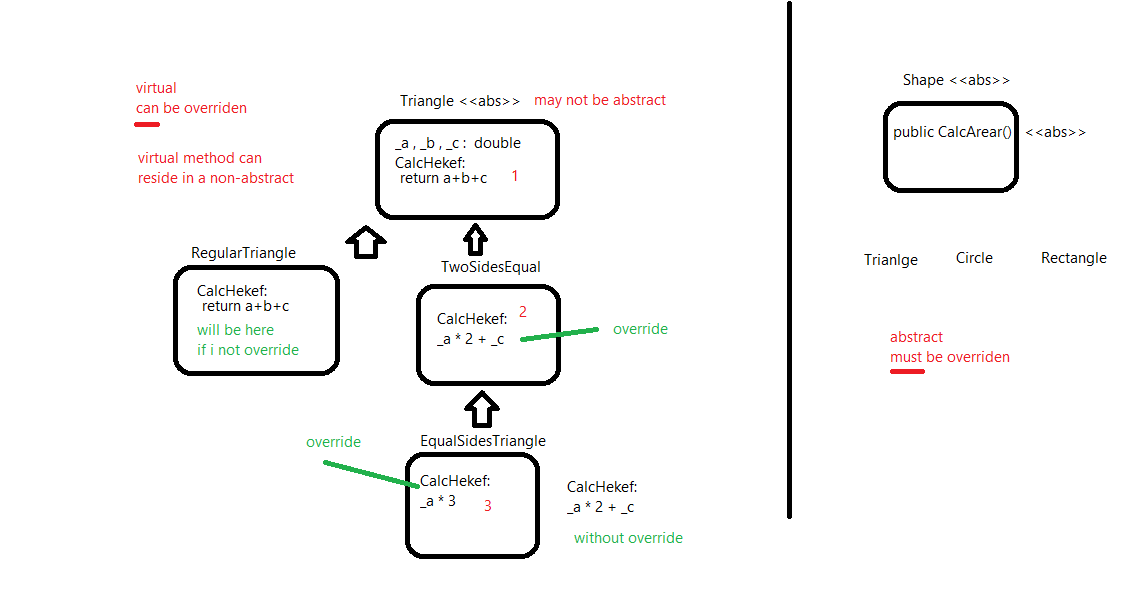 virtual
can be overriden
virtual method can
reside in a non-abstract
Triangle <<abs>> may not be abstract
_a , _b , _c : double
CalcHekef:
return a+b+c 1
RegularTriangle
CalcHekef:
return a+b+c
will be here
if i not override
TwoSidesEqual
CalcHekef: 2
_a * 2 + _c
override
EqualSidesTriangle
override
CalcHekef:
_a * 3 3
CalcHekef:
_a * 2 + _c
without override
Shape <<abs>>
public CalcArear() <<abs>>
Trianlge Circle Rectangle
abstract
must be overriden